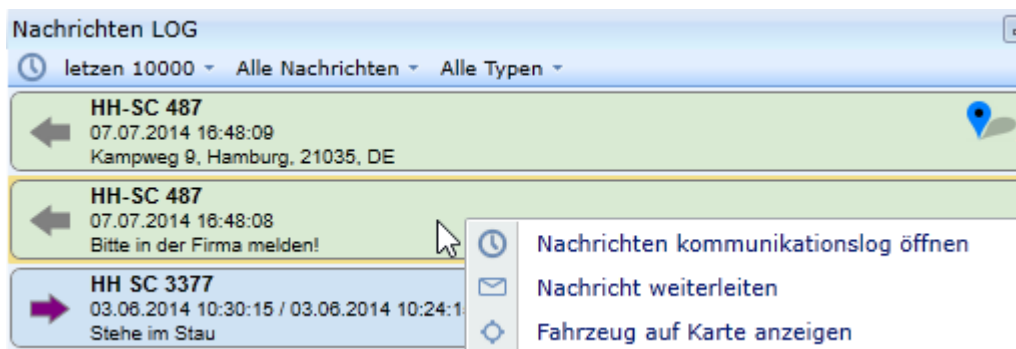 Nachrichten LOG
letzen 10000 Alle Nachrichten Alle Typen
HH-SC 487
07.07.2014 16:48:09
Kampweg 9, Hamburg, 21035, DE
HH-SC 487
07.07.2014 16:48:08
Bitte in der Firma melden!
Nachrichten kommunikationslog öffnen
Nachricht weiterleiten
Fahrzeug auf Karte anzeigen
HH SC 3377
03.06.2014 10:30:15 / 03.06.2014 10:24:1
Stehe im Stau